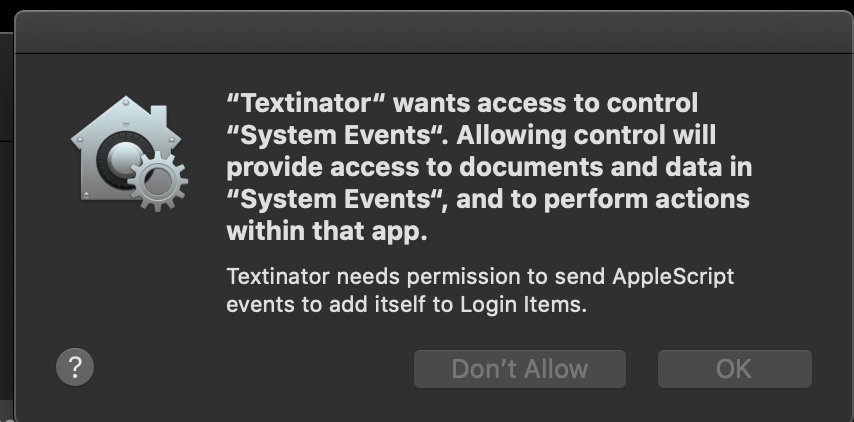 “Textinator“ wants access to control
“System Events“. Allowing control will
provide access to documents and data in
“System Events“, and to perform actions
within that app.
Textinator needs permission to send AppleScript
events to add itself to Login Items.
?
Don’t Allow
OK